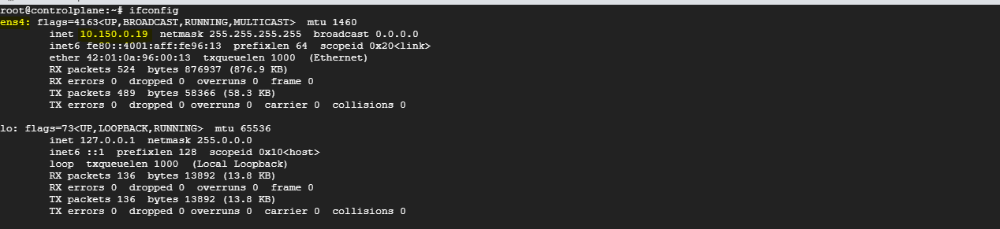 root@controlplane:~# ifconfig
ens4: flags=4163<UP,BROADCAST,RUNNING,MULTICAST>  mtu 1460
        inet 10.150.0.19  netmask 255.255.255.255  broadcast 0.0.0.0
        inet6 fe80::4001:aff:fe96:13  prefixlen 64  scopeid 0x20<link>
        ether 42:01:0a:96:00:13  txqueuelen 1000  (Ethernet)
        RX packets 524  bytes 876937 (876.9 KB)
        RX errors 0  dropped 0  overruns 0  frame 0
        TX packets 489  bytes 58366 (58.3 KB)
        TX errors 0  dropped 0 overruns 0  carrier 0  collisions 0

lo: flags=73<UP,LOOPBACK,RUNNING>  mtu 65536
        inet 127.0.0.1  netmask 255.0.0.0
        inet6 ::1  prefixlen 128  scopeid 0x10<host>
        loop  txqueuelen 1000  (Local Loopback)
        RX packets 136  bytes 13892 (13.8 KB)
        RX errors 0  dropped 0  overruns 0  frame 0
        TX packets 136  bytes 13892 (13.8 KB)
        TX errors 0  dropped 0 overruns 0  carrier 0  collisions 0